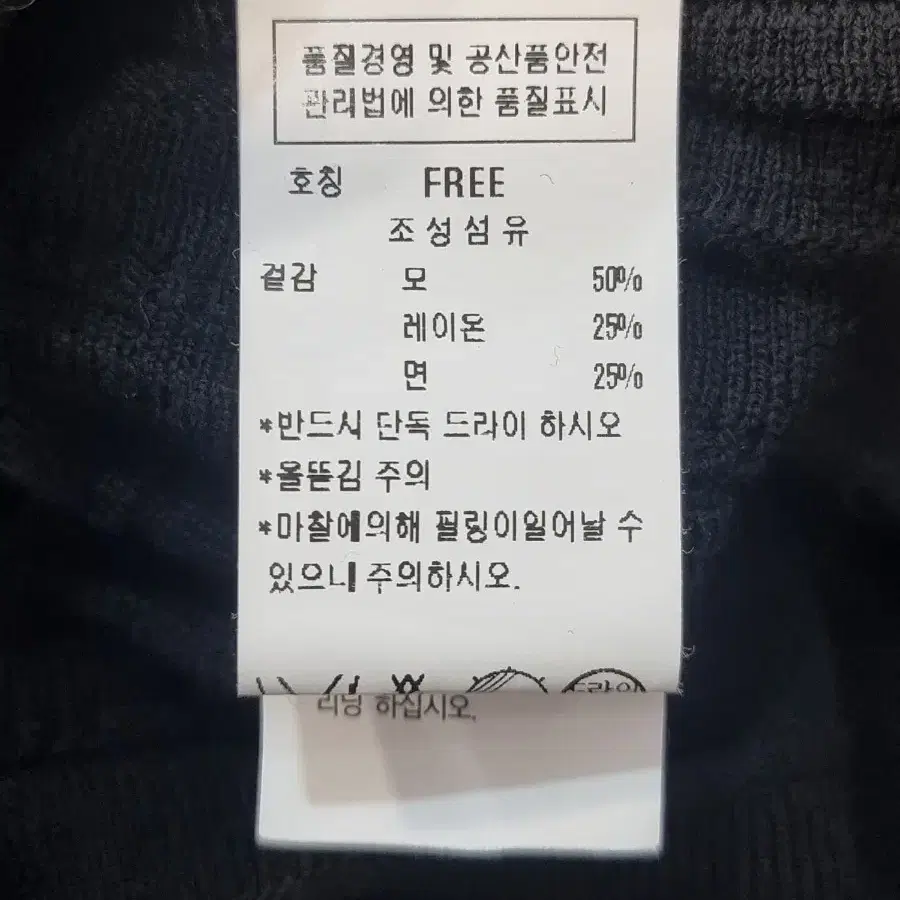 품질경영 및 공산품안전
관리법에 의한 품질표시
호칭 FREE
조성섬유
겉감 모 50%
레이온 25%
면 25%
*반드시 단독 드라이 하시오
*올뜯김 주의
*마찰에의해 필링이일어날 수
있으니 주의하시오.
드라이
리닝 하십시오.